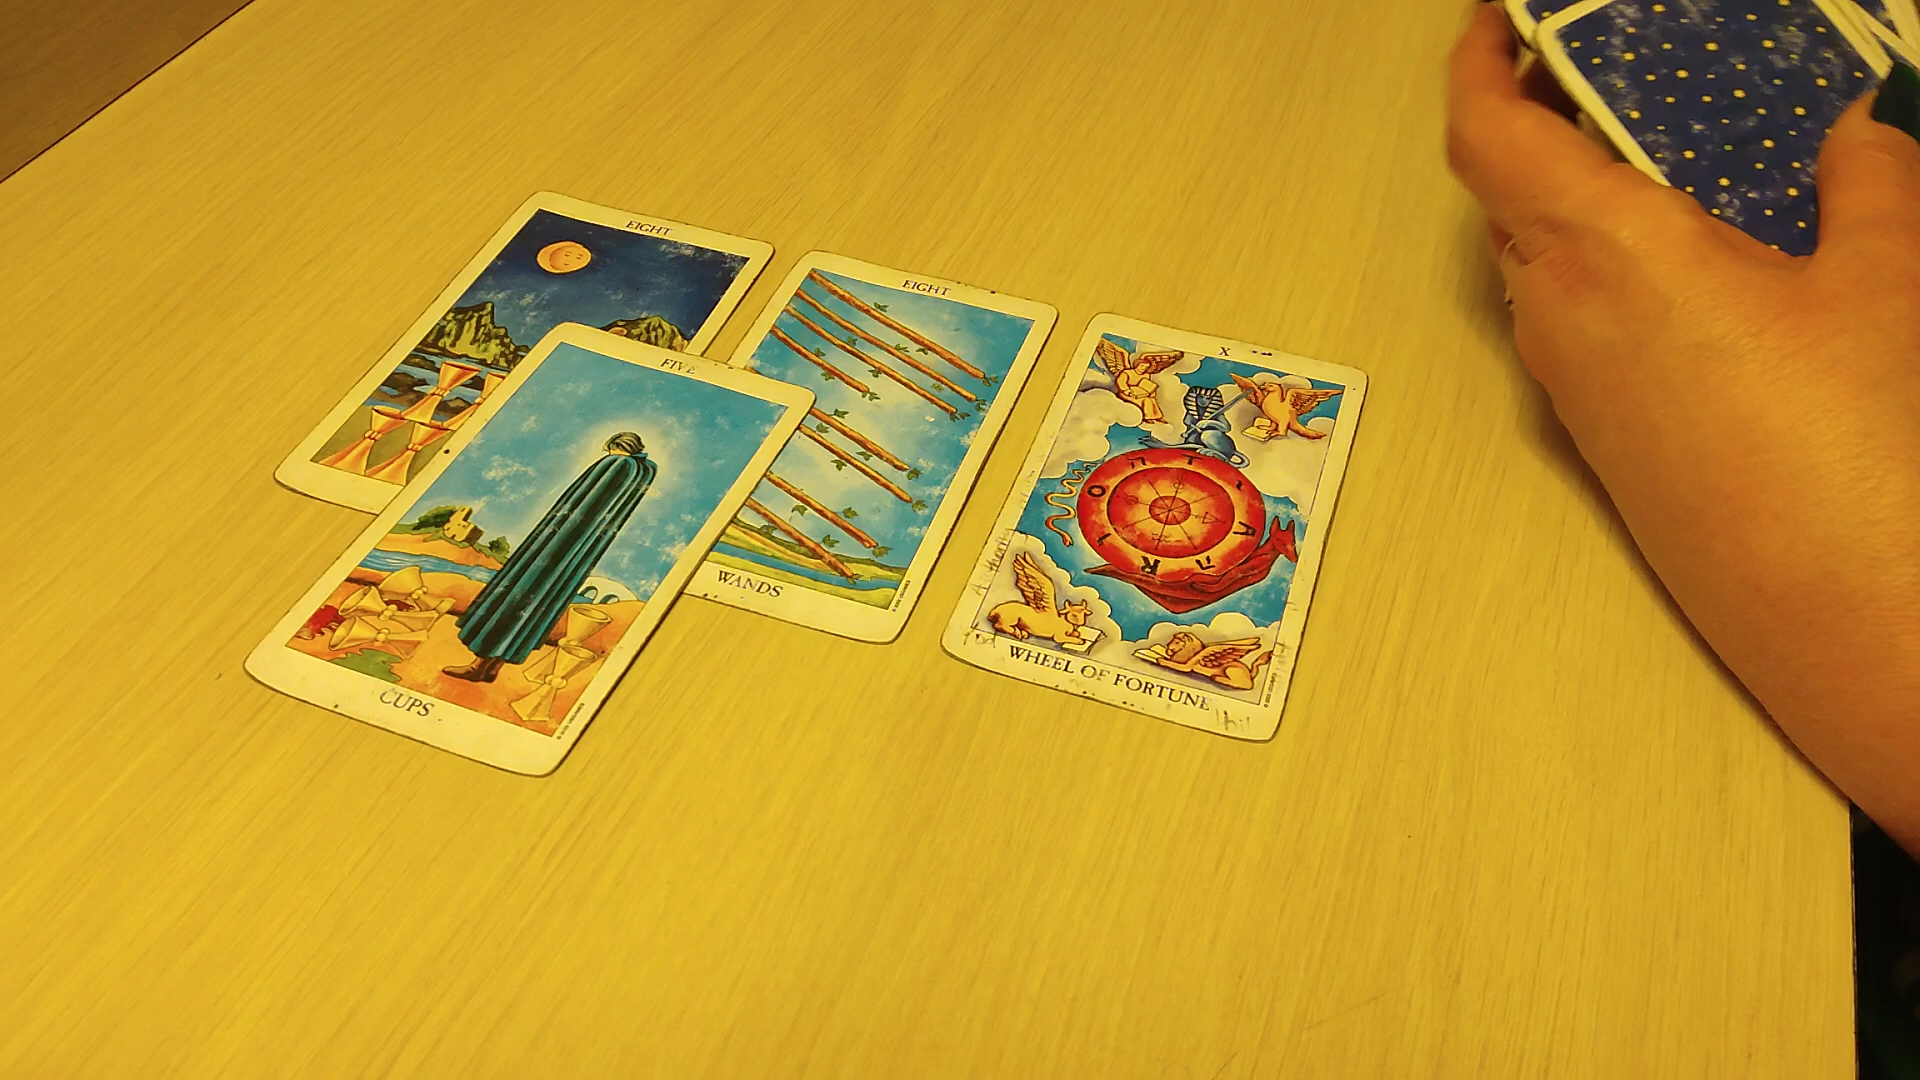 EIGHT
EIGHT
WANDS
FIVE
CUPS
X
WHEEL OF FORTUNE